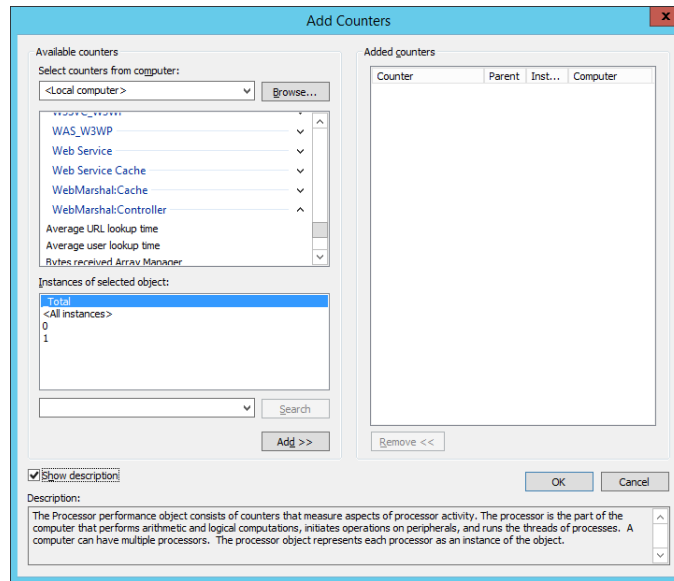 Add Counters
x
Available counters
Select counters from computer:
<Local computer>
Browse...
WAS_W3WP
Web Service
Web Service Cache
WebMarshal:Cache
WebMarshal:Controller
Average URL lookup time
Average user lookup time
Bytes received Array Manager
Instances of selected object:
_Total
<All instances>
0
1
Search
Add >>
Added counters
Counter Parent Inst... Computer
Remove <<
Show description
OK Cancel
Description:
The Processor performance object consists of counters that measure aspects of processor activity. The processor is the part of the
computer that performs arithmetic and logical computations, initiates operations on peripherals, and runs the threads of processes. A
computer can have multiple processors. The processor object represents each processor as an instance of the object.